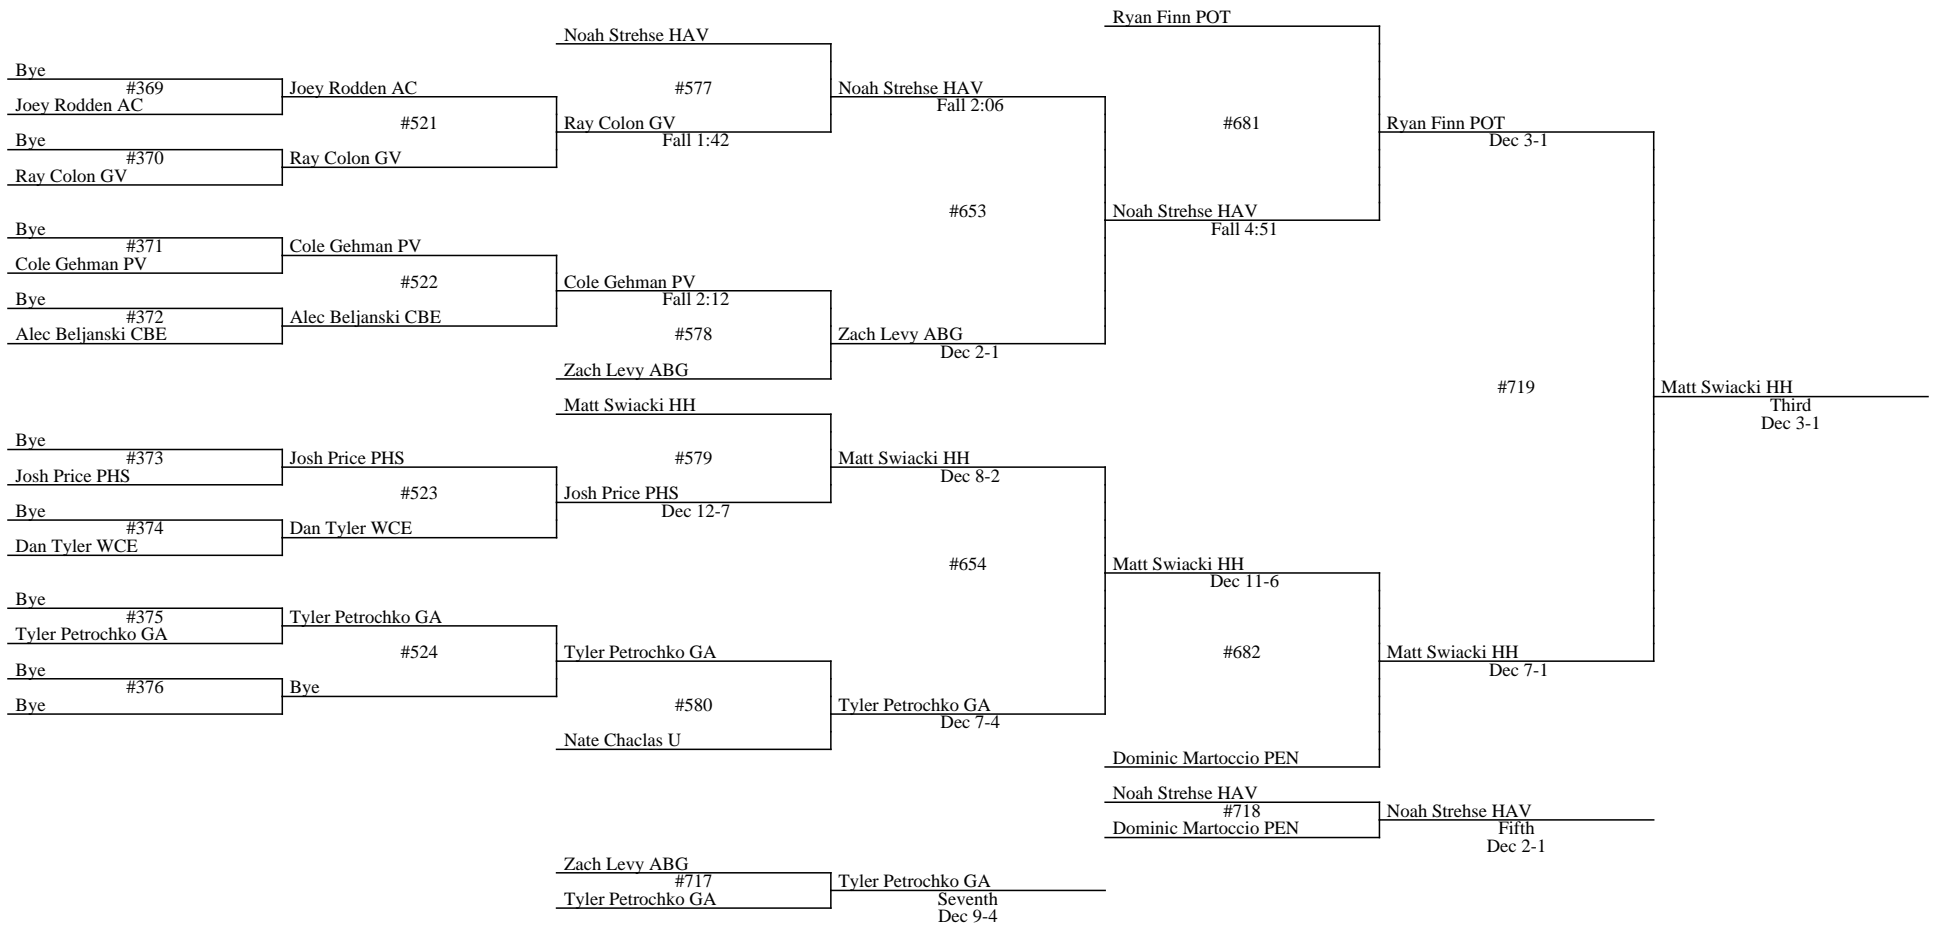 Ryan Finn POT
Noah Strehse HAV
Bye
#369
Joey Rodden AC
Joey Rodden AC
#577
Noah Strehse HAV
Fall 2:06
#521
Ray Colon GV
Fall 1:42
#681
Ryan Finn POT
Dec 3-1
Bye
#370
Ray Colon GV
Ray Colon GV
#653
Noah Strehse HAV
Fall 4:51
Bye
#371
Cole Gehman PV
Cole Gehman PV
#522
Cole Gehman PV
Fall 2:12
Bye
#372
Alec Beljanski CBE
Alec Beljanski CBE
#578
Zach Levy ABG
Dec 2-1
Zach Levy ABG
#719
Matt Swiacki HH
Third
Dec 3-1
Matt Swiacki HH
Bye
#373
Josh Price PHS
Josh Price PHS
#579
Matt Swiacki HH
Dec 8-2
#523
Josh Price PHS
Dec 12-7
Bye
#374
Dan Tyler WCE
Dan Tyler WCE
#654
Matt Swiacki HH
Dec 11-6
Bye
#375
Tyler Petrochko GA
Tyler Petrochko GA
#524
Tyler Petrochko GA
#682
Matt Swiacki HH
Dec 7-1
Bye
#376
Bye
Bye
#580
Tyler Petrochko GA
Dec 7-4
Nate Chaclas U
Dominic Martoccio PEN
Noah Strehse HAV
#718
Dominic Martoccio PEN
Noah Strehse HAV
Fifth
Dec 2-1
Zach Levy ABG
#717
Tyler Petrochko GA
Tyler Petrochko GA
Seventh
Dec 9-4